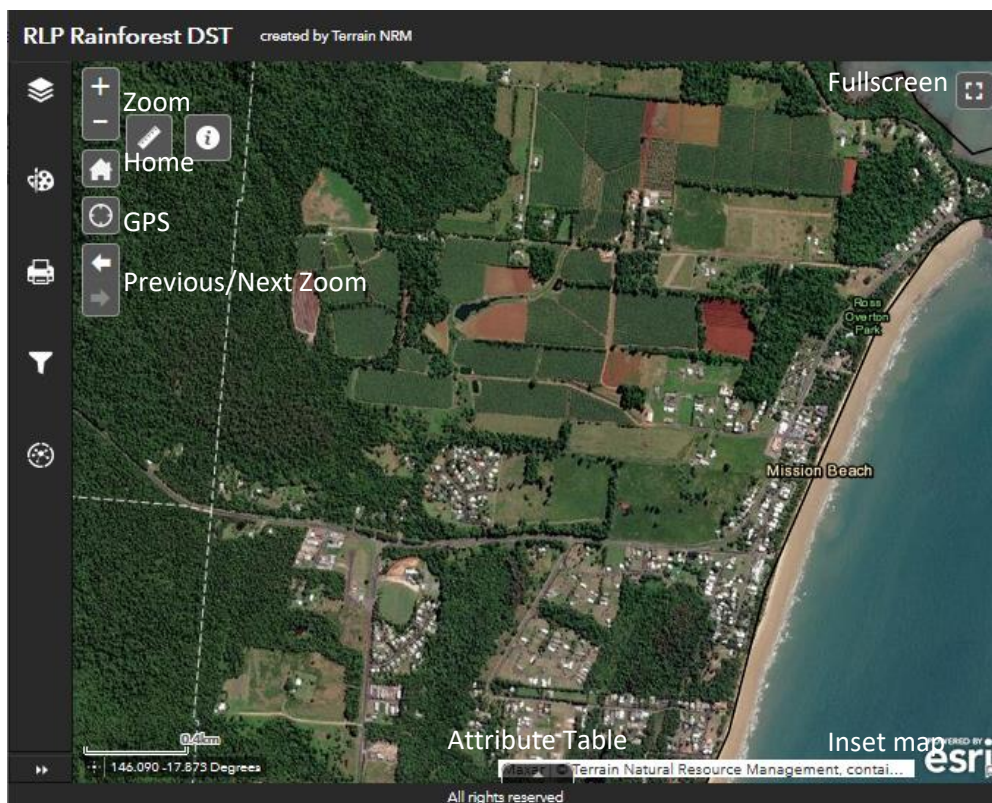 RLP Rainforest DST created by Terrain NRM
Fullscreen
Zoom
Home
GPS
Previous/Next Zoom
Ross
Overton
Park
Mission Beach
0.4km
Attribute Table
Inset map
POWERED BY
esri
146.090 -17.873 Degrees
Maxar | © Terrain Natural Resource Management, contai...
All rights reserved